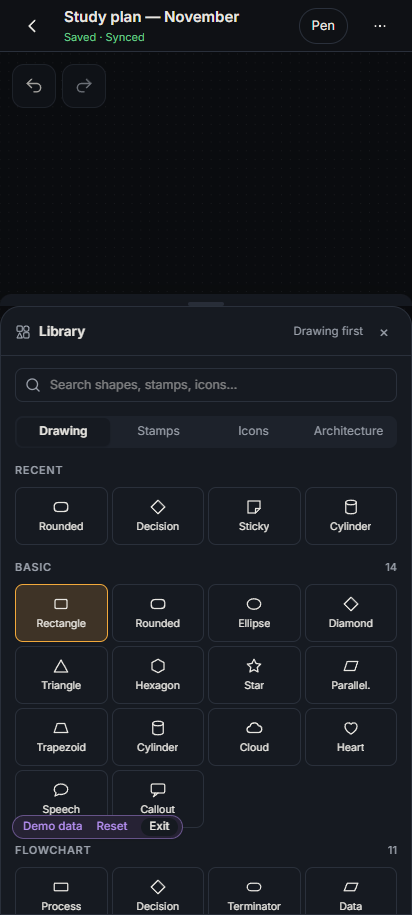 Study plan — November
Saved · Synced
Pen
Library
Drawing first
Search shapes, stamps, icons...
Drawing Stamps Icons Architecture
RECENT
Rounded Decision Sticky Cylinder
BASIC 14
Rectangle Rounded Ellipse Diamond
Triangle Hexagon Star Parallel.
Trapezoid Cylinder Cloud Heart
Speech Callout
Demo data Reset Exit
FLOWCHART 11
Process Decision Terminator Data